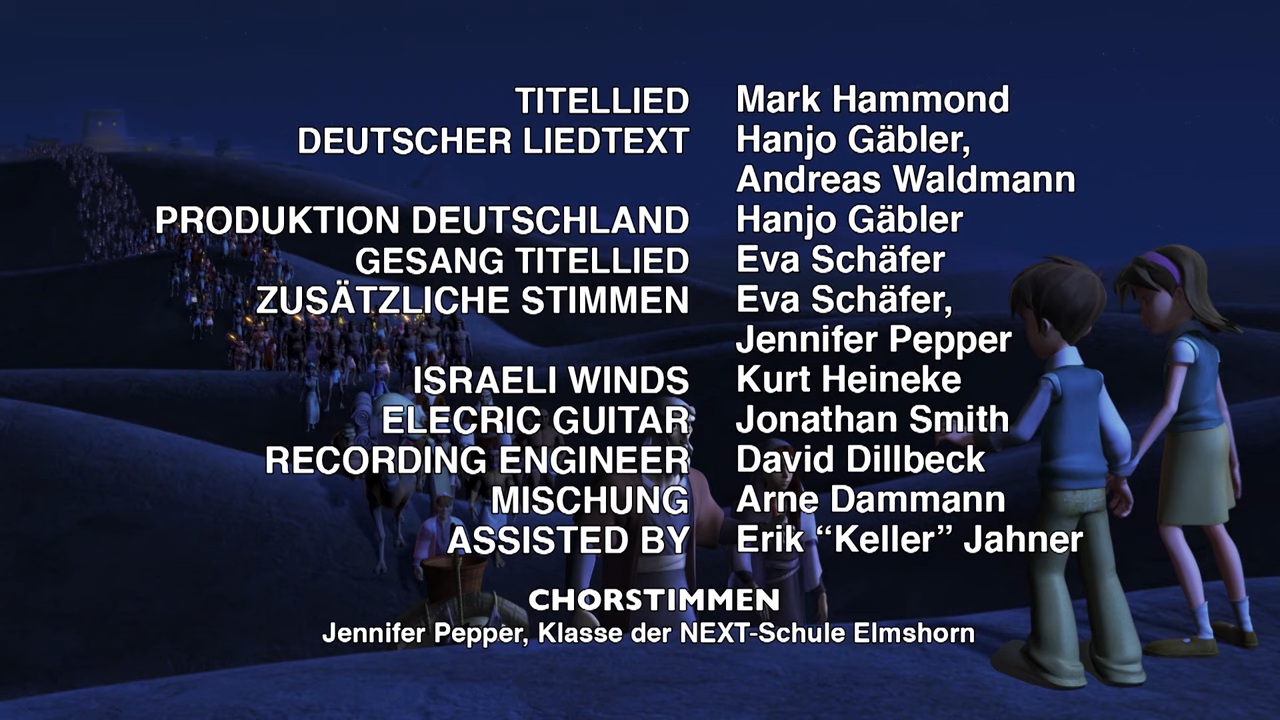 TITELLIED Mark Hammond
DEUTSCHER LIEDTEXT Hanjo Gäbler,
Andreas Waldmann
PRODUKTION DEUTSCHLAND Hanjo Gäbler
GESANG TITELLIED Eva Schäfer
ZUSÄTZLICHE STIMMEN Eva Schäfer,
Jennifer Pepper
ISRAELI WINDS Kurt Heineke
ELECRIC GUITAR Jonathan Smith
RECORDING ENGINEER David Dillbeck
MISCHUNG Arne Dammann
ASSISTED BY Erik “Keller” Jahner
CHORSTIMMEN
Jennifer Pepper, Klasse der NEXT-Schule Elmshorn